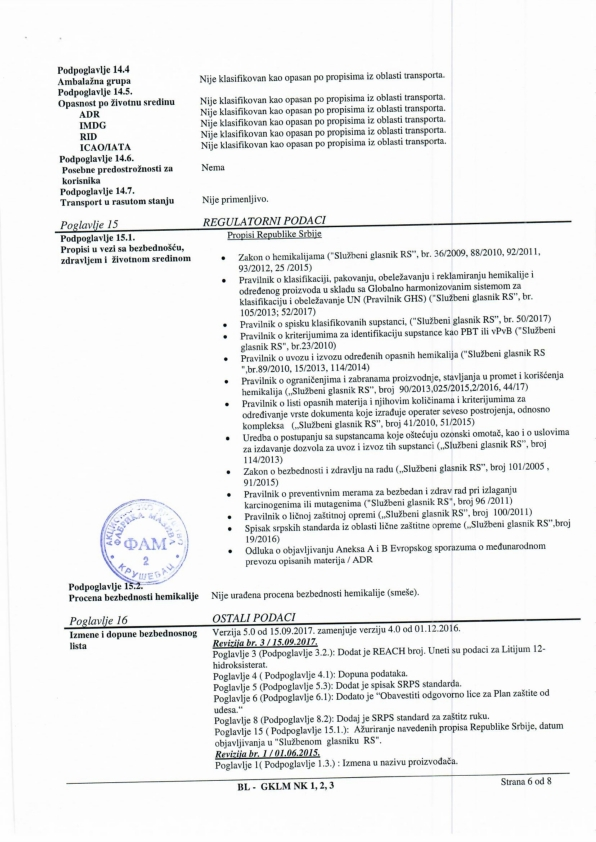 Podpoglavlje 14.4
Ambalažna grupa Nije klasifikovan kao opasan po propisima iz oblasti transporta.
Podpoglavlje 14.5.
Opasnost po životnu sredinu Nije klasifikovan kao opasan po propisima iz oblasti transporta.
ADR Nije klasifikovan kao opasan po propisima iz oblasti transporta.
IMDG Nije klasifikovan kao opasan po propisima iz oblasti transporta.
RID Nije klasifikovan kao opasan po propisima iz oblasti transporta.
ICAO/IATA Nije klasifikovan kao opasan po propisima iz oblasti transporta.
Podpoglavlje 14.6.
Posebne predostrožnosti za Nema
korisnika
Podpoglavlje 14.7.
Transport u rasutom stanju Nije primenljivo.
Poglavlje 15 REGULATORNI PODACI
Podpoglavlje 15.1. Propisi Republike Srbije
Propisi u vezi sa bezbednošću,
zdravljem i životnom sredinom
• Zakon o hemikalijama ("Službeni glasnik RS”, br. 36/2009, 88/2010, 92/2011,
93/2012, 25 /2015)
• Pravilnik o klasifikaciji, pakovanju, obeležavanju i reklamiranju hemikalije i
određenog proizvoda u skladu sa Globalno harmonizovanim sistemom za
klasifikaciju i obeležavanje UN (Pravilnik GHS) ("Službeni glasnik RS”, br.
105/2013; 52/2017)
• Pravilnik o spisku klasifikovanih supstanci, ("Službeni glasnik RS”, br. 50/2017)
• Pravilnik o kriterijumima za identifikaciju supstance kao PBT ili vPvB ("Službeni
glasnik RS", br.23/2010)
• Pravilnik o uvozu i izvozu određenih opasnih hemikalija ("Službeni glasnik RS
",br.89/2010, 15/2013, 114/2014)
• Pravilnik o ograničenjima i zabranama proizvodnje, stavljanja u promet i korišćenja
hemikalija („Službeni glasnik RS”, broj 90/2013,025/2015,2/2016, 44/17)
• Pravilnik o listi opasnih materija i njihovim količinama i kriterijumima za
određivanje vrste dokumenta koje izrađuje operater seveso postrojenja, odnosno
kompleksa („Službeni glasnik RS”, broj 41/2010, 51/2015)
• Uredba o postupanju sa supstancama koje oštećuju ozonski omotač, kao i o uslovima
za izdavanje dozvola za uvoz i izvoz tih supstanci („Službeni glasnik RS”, broj
114/2013)
• Zakon o bezbednosti i zdravlju na radu („Službeni glasnik RS”, broj 101/2005 ,
91/2015)
• Pravilnik o preventivnim merama za bezbedan i zdrav rad pri izlaganju
karcinogenima ili mutagenima ("Službeni glasnik RS", broj 96 /2011)
• Pravilnik o ličnoj zaštitnoj opremi („Službeni glasnik RS”, broj 100/2011)
• Spisak srpskih standarda iz oblasti lične zaštitne opreme („Službeni glasnik RS”,broj
19/2016)
• Odluka o objavljivanju Aneksa A i B Evropskog sporazuma o međunarodnom
prevozu opisanih materija / ADR
ФАБРИКА МАЗИВА
ФАМ
2
КРУШЕВАЦ
Podpoglavlje 15.2.
Procena bezbednosti hemikalije Nije urađena procena bezbednosti hemikalije (smeše).
Poglavlje 16 OSTALI PODACI
Izmene i dopune bezbednosnog Verzija 5.0 od 15.09.2017. zamenjuje verziju 4.0 od 01.12.2016.
lista Revizija br. 3 / 15.09.2017.
Poglavlje 3 (Podpoglavlje 3.2.): Dodat je REACH broj. Uneti su podaci za Litijum 12-
hidroksisterat.
Poglavlje 4 ( Podpoglavlje 4.1): Dopuna podataka.
Poglavlje 5 (Podpoglavlje 5.3): Dodat je spisak SRPS standarda.
Poglavlje 6 (Podpoglavlje 6.1): Dodato je “Obavestiti odgovorno lice za Plan zaštite od
udesa.“
Poglavlje 8 (Podpoglavlje 8.2): Dodaj je SRPS standard za zaštitz ruku.
Poglavlje 15 ( Podpoglavlje 15.1.): Ažuriranje navedenih propisa Republike Srbije, datum
objavljivanja u "Službenom glasniku RS".
Revizija br. 1 / 01.06.2015.
Poglavlje 1( Podpoglavlje 1.3.) : Izmena u nazivu proizvođača.
BL - GKLM NK 1, 2, 3 Strana 6 od 8